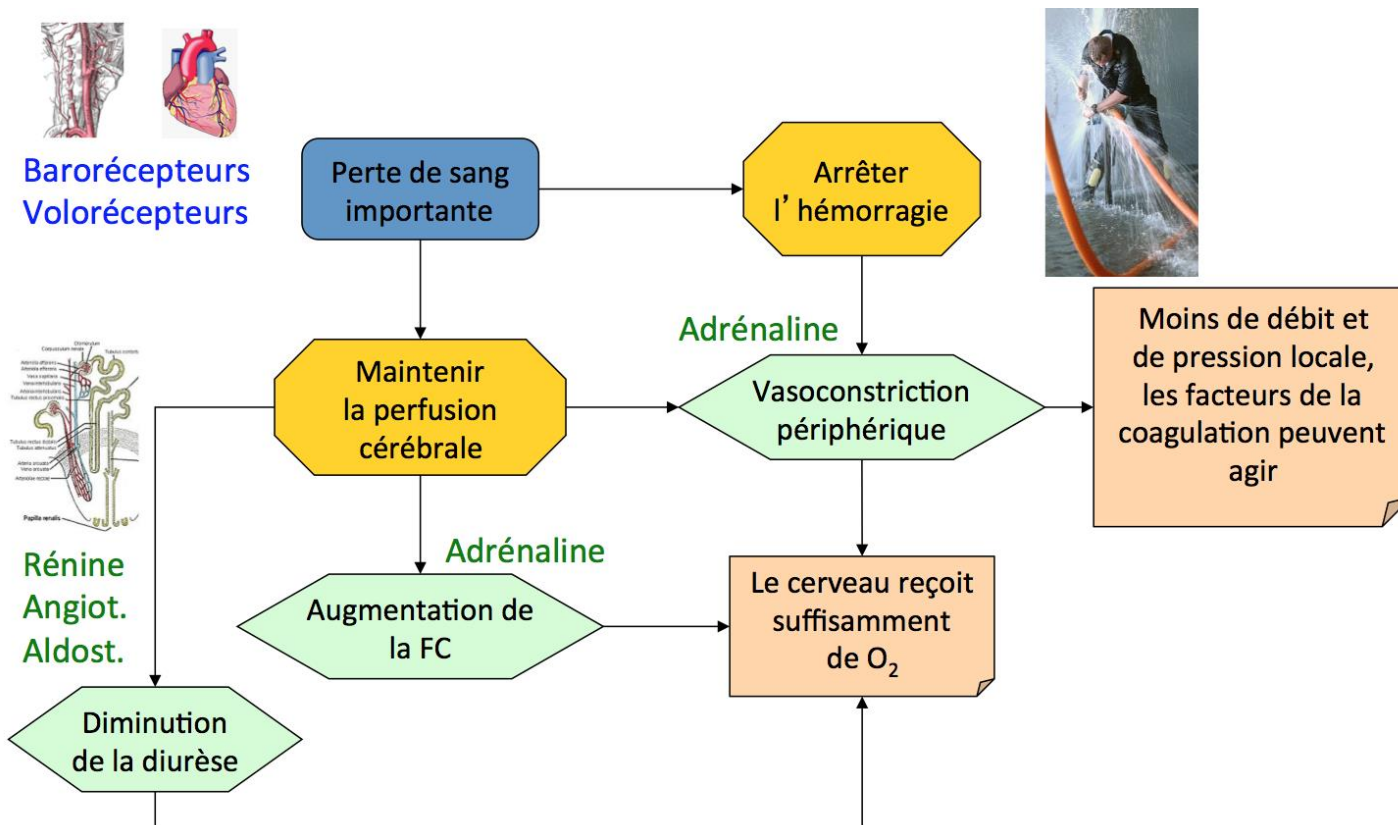 Barorécepteurs
Volorécepteurs
Perte de sang
importante
Arrêter
l’ hémorragie
Adrénaline
Moins de débit et
de pression locale,
les facteurs de la
coagulation peuvent
agir
Maintenir
la perfusion
cérébrale
Vasoconstriction
périphérique
Papilla renalis
Rénine
Angiot.
Aldost.
Adrénaline
Augmentation de
la FC
Le cerveau reçoit
suffisamment
de O₂
Diminution
de la diurèse